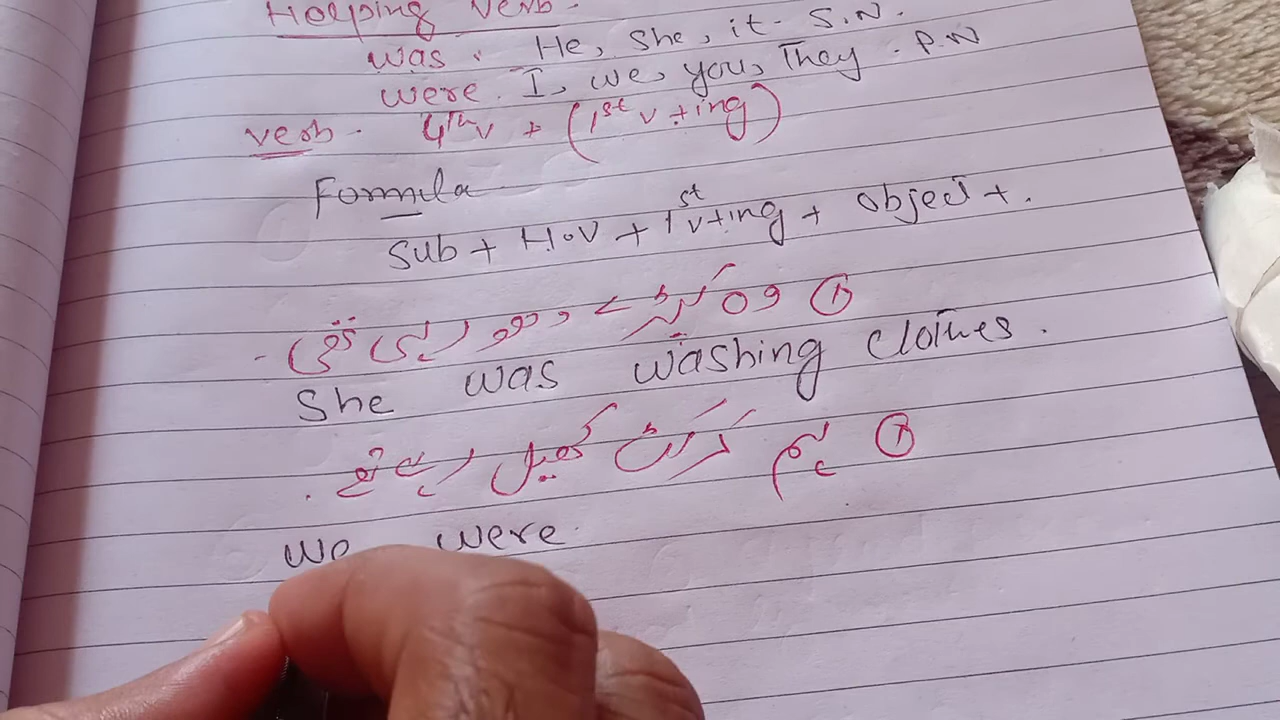 Helping Verb.
was. He, She, it. S.N.
were. I, we, you, They. P.N
verb. 4th v + (1st v + ing)
Formula
Sub + H.V + 1st v+ing + object + .
① وہ کپڑے دھو رہی تھی ۔
She was washing clothes.
② ہم کرکٹ کھیل رہے تھے ۔
We were